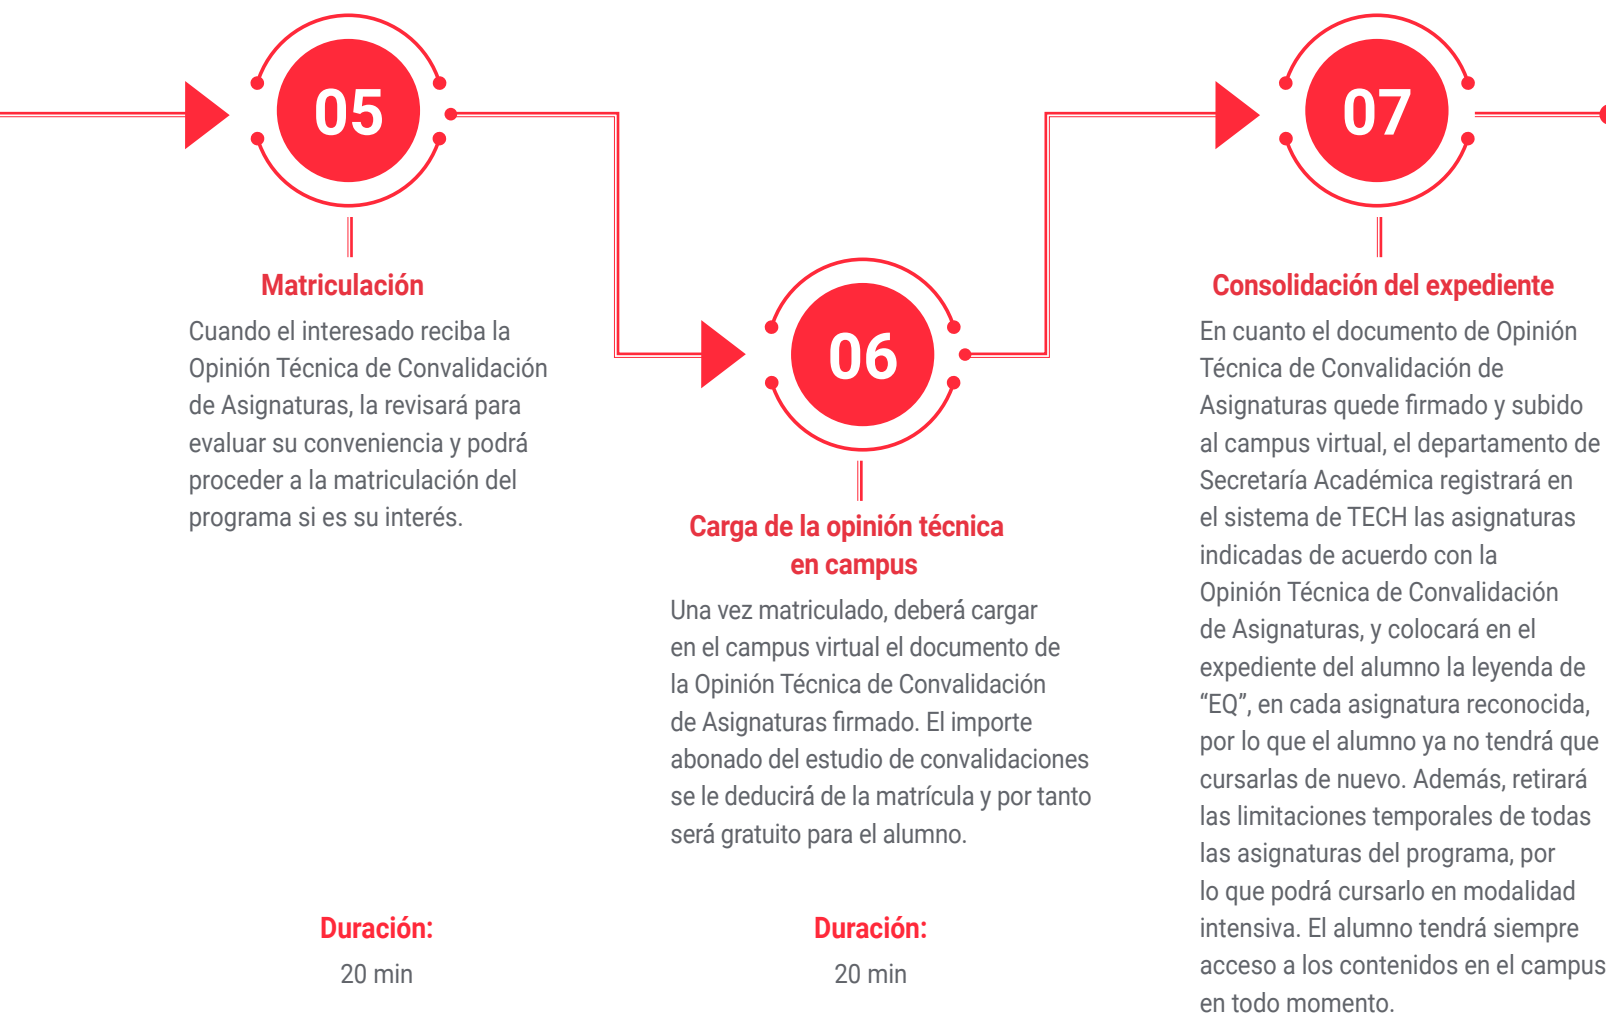 05
Matriculación
Cuando el interesado reciba la
Opinión Técnica de Convalidación
de Asignaturas, la revisará para
evaluar su conveniencia y podrá
proceder a la matriculación del
programa si es su interés.
Duración:
20 min
06
Carga de la opinión técnica
en campus
Una vez matriculado, deberá cargar
en el campus virtual el documento de
la Opinión Técnica de Convalidación
de Asignaturas firmado. El importe
abonado del estudio de convalidaciones
se le deducirá de la matrícula y por tanto
será gratuito para el alumno.
Duración:
20 min
07
Consolidación del expediente
En cuanto el documento de Opinión
Técnica de Convalidación de
Asignaturas quede firmado y subido
al campus virtual, el departamento de
Secretaría Académica registrará en
el sistema de TECH las asignaturas
indicadas de acuerdo con la
Opinión Técnica de Convalidación
de Asignaturas, y colocará en el
expediente del alumno la leyenda de
“EQ”, en cada asignatura reconocida,
por lo que el alumno ya no tendrá que
cursarlas de nuevo. Además, retirará
las limitaciones temporales de todas
las asignaturas del programa, por
lo que podrá cursarlo en modalidad
intensiva. El alumno tendrá siempre
acceso a los contenidos en el campus
en todo momento.